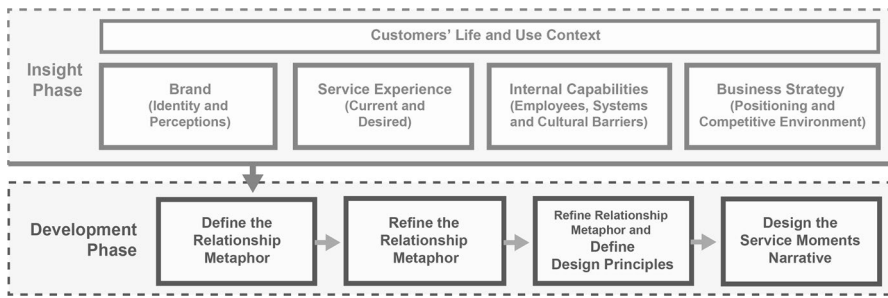 Customers' Life and Use Context
Insight
Phase
Brand
(Identity and
Perceptions)
Service Experience
(Current and
Desired)
Internal Capabilities
(Employees, Systems
and Cultural Barriers)
Business Strategy
(Positioning and
Competitive Environment)
Development
Phase
Define the
Relationship
Metaphor
Refine the
Relationship
Metaphor
Refine Relationship
Metaphor and
Define
Design Principles
Design the
Service Moments
Narrative